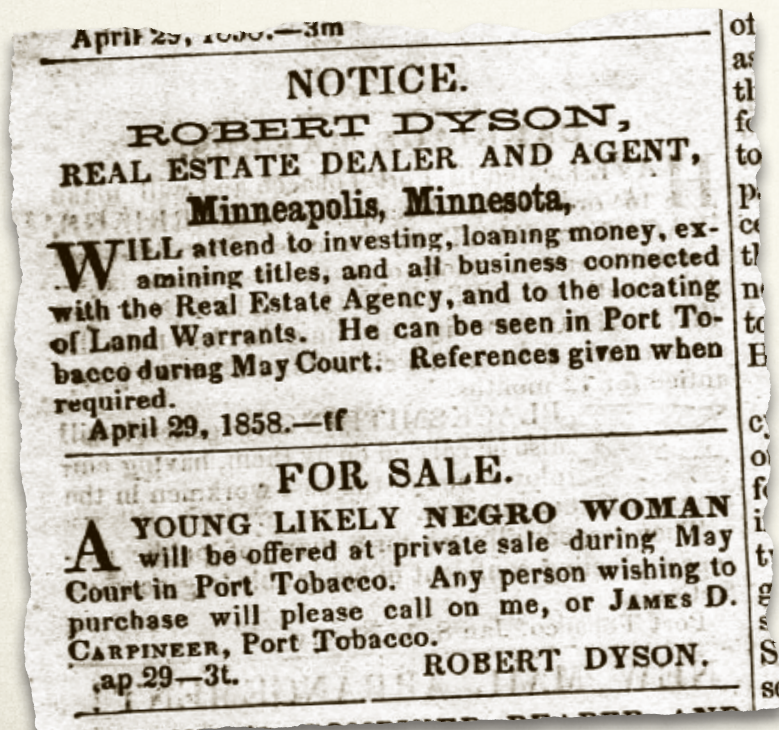 April 29, 1858.—3m
NOTICE.
ROBERT DYSON,
REAL ESTATE DEALER AND AGENT,
Minneapolis, Minnesota,
WILL attend to investing, loaning money, ex-
amining titles, and all business connected
with the Real Estate Agency, and to the locating
of Land Warrants. He can be seen in Port To-
bacco during May Court. References given when
required.
April 29, 1858.—tf
FOR SALE.
A YOUNG LIKELY NEGRO WOMAN
will be offered at private sale during May
Court in Port Tobacco. Any person wishing to
purchase will please call on me, or JAMES D.
CARPINEER, Port Tobacco.
ap 29—3t. ROBERT DYSON.